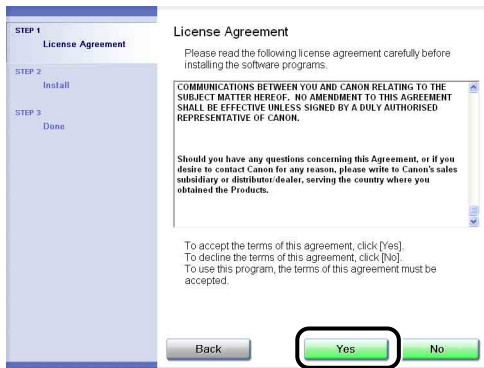 STEP 1
License Agreement
STEP 2
Install
STEP 3
Done
License Agreement
Please read the following license agreement carefully before
installing the software programs.
COMMUNICATIONS BETWEEN YOU AND CANON RELATING TO THE
SUBJECT MATTER HEREOF. NO AMENDMENT TO THIS AGREEMENT
SHALL BE EFFECTIVE UNLESS SIGNED BY A DULY AUTHORISED
REPRESENTATIVE OF CANON.
Should you have any questions concerning this Agreement, or if you
desire to contact Canon for any reason, please write to Canon's sales
subsidiary or distributor/dealer, serving the country where you
obtained the Products.
To accept the terms of this agreement, click [Yes].
To decline the terms of this agreement, click [No].
To use this program, the terms of this agreement must be
accepted.
Back
Yes
No